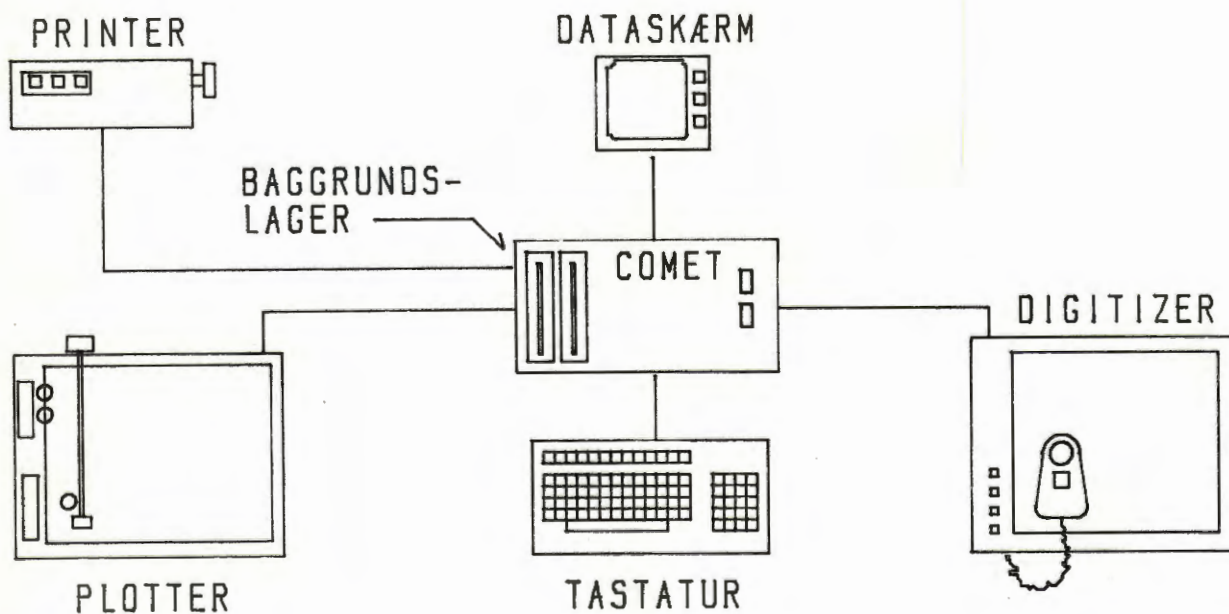 PRINTER
DATASKÆRM
BAGGRUNDS-
LAGER
COMET
DIGITIZER
PLOTTER
TASTATUR